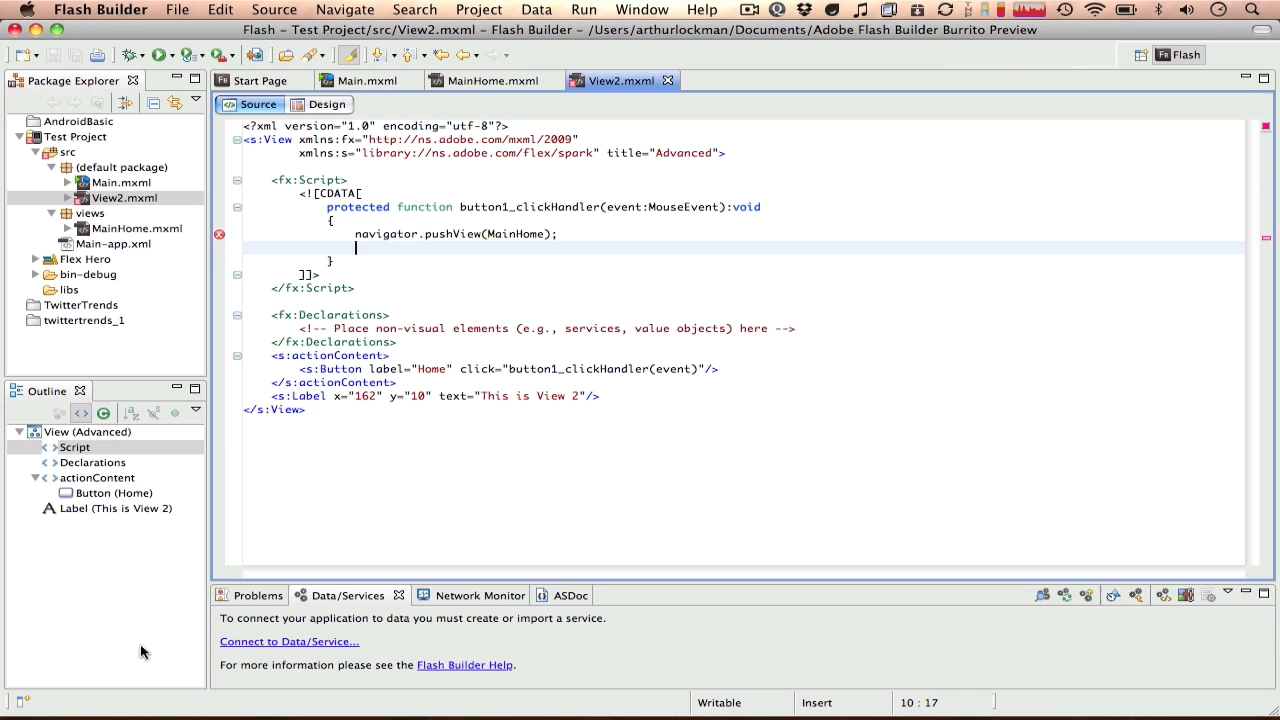 Flash Builder File Edit Source Navigate Search Project Data Run Window Help
Flash - Test Project/src/View2.mxml - Flash Builder - /Users/arthurlockman/Documents/Adobe Flash Builder Burrito Preview
Flash
Package Explorer
AndroidBasic
Test Project
src
(default package)
Main.mxml
View2.mxml
views
MainHome.mxml
Main-app.xml
Flex Hero
bin-debug
libs
TwitterTrends
twittertrends_1
Outline
View (Advanced)
Script
Declarations
actionContent
Button (Home)
Label (This is View 2)
Start Page Main.mxml MainHome.mxml View2.mxml
Source Design
<?xml version="1.0" encoding="utf-8"?>
<s:View xmlns:fx="http://ns.adobe.com/mxml/2009"
xmlns:s="library://ns.adobe.com/flex/spark" title="Advanced">
<fx:Script>
<![CDATA[
protected function button1_clickHandler(event:MouseEvent):void
{
navigator.pushView(MainHome);
}
]]>
</fx:Script>
<fx:Declarations>
<!-- Place non-visual elements (e.g., services, value objects) here -->
</fx:Declarations>
<s:actionContent>
<s:Button label="Home" click="button1_clickHandler(event)"/>
</s:actionContent>
<s:Label x="162" y="10" text="This is View 2"/>
</s:View>
Problems Data/Services Network Monitor ASDoc
To connect your application to data you must create or import a service.
Connect to Data/Service...
For more information please see the Flash Builder Help.
Writable Insert 10 : 17